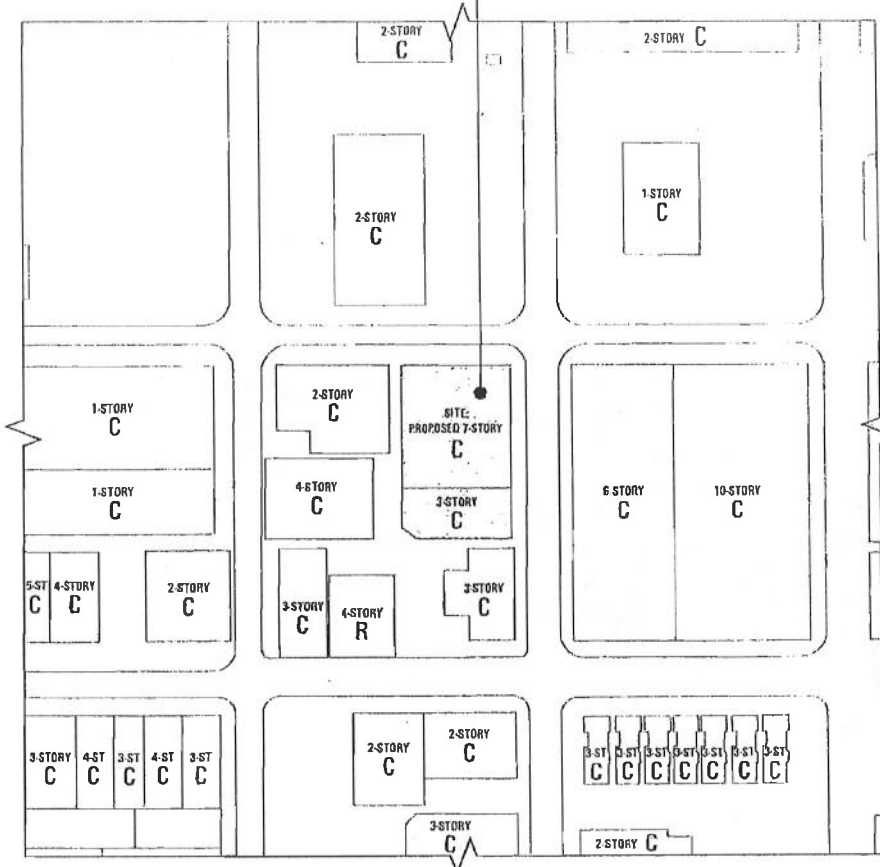 2-STORY
C
2-STORY C
2-STORY
C
1-STORY
C
1-STORY
C
1-STORY
C
2-STORY
C
SITE:
PROPOSED 7-STORY
C
4-STORY
C
3-STORY
C
6-STORY
C
10-STORY
C
5-ST
C
4-STORY
C
2-STORY
C
3-STORY
C
4-STORY
R
3-STORY
C
3-STORY
C
4-ST
C
3-ST
C
4-ST
C
3-ST
C
2-STORY
C
2-STORY
C
3-STORY
C
3-ST
C
3-ST
C
3-ST
C
3-ST
C
3-ST
C
3-ST
C
3-ST
C
2-STORY C